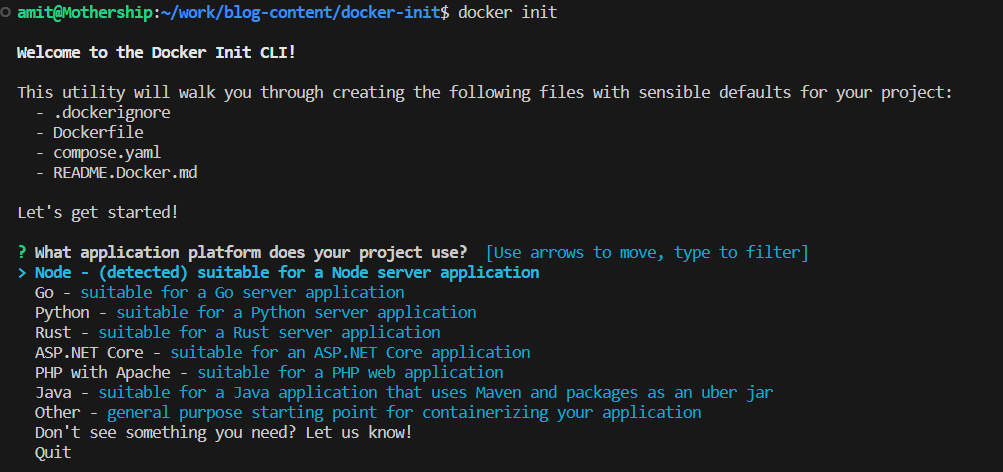 amit@Mothership:~/work/blog-content/docker-init$ docker init
Welcome to the Docker Init CLI!
This utility will walk you through creating the following files with sensible defaults for your project:
- .dockerignore
- Dockerfile
- compose.yaml
- README.Docker.md
Let's get started!
? What application platform does your project use? [Use arrows to move, type to filter]
> Node - (detected) suitable for a Node server application
Go - suitable for a Go server application
Python - suitable for a Python server application
Rust - suitable for a Rust server application
ASP.NET Core - suitable for an ASP.NET Core application
PHP with Apache - suitable for a PHP web application
Java - suitable for a Java application that uses Maven and packages as an uber jar
Other - general purpose starting point for containerizing your application
Don't see something you need? Let us know!
Quit